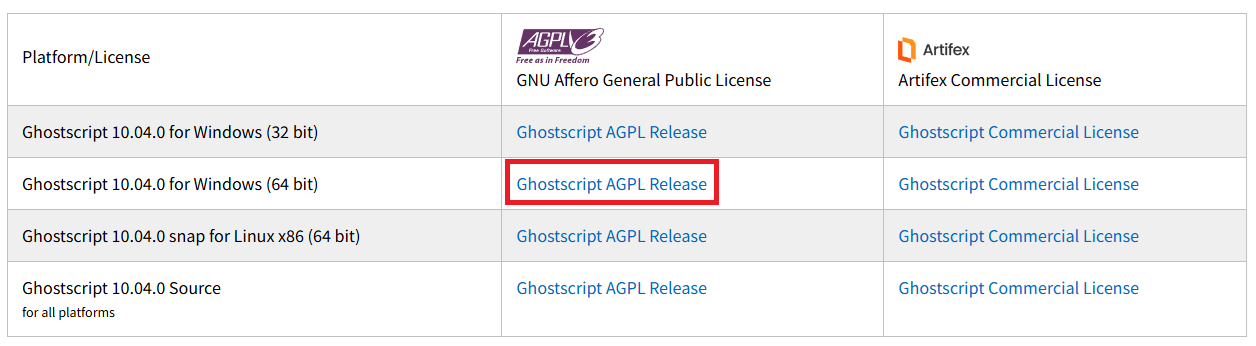 Platform/License
AGPLv3
Free Software
Free as in Freedom
GNU Affero General Public License
Artifex
Artifex Commercial License
Ghostscript 10.04.0 for Windows (32 bit)
Ghostscript AGPL Release
Ghostscript Commercial License
Ghostscript 10.04.0 for Windows (64 bit)
Ghostscript AGPL Release
Ghostscript Commercial License
Ghostscript 10.04.0 snap for Linux x86 (64 bit)
Ghostscript AGPL Release
Ghostscript Commercial License
Ghostscript 10.04.0 Source
for all platforms
Ghostscript AGPL Release
Ghostscript Commercial License